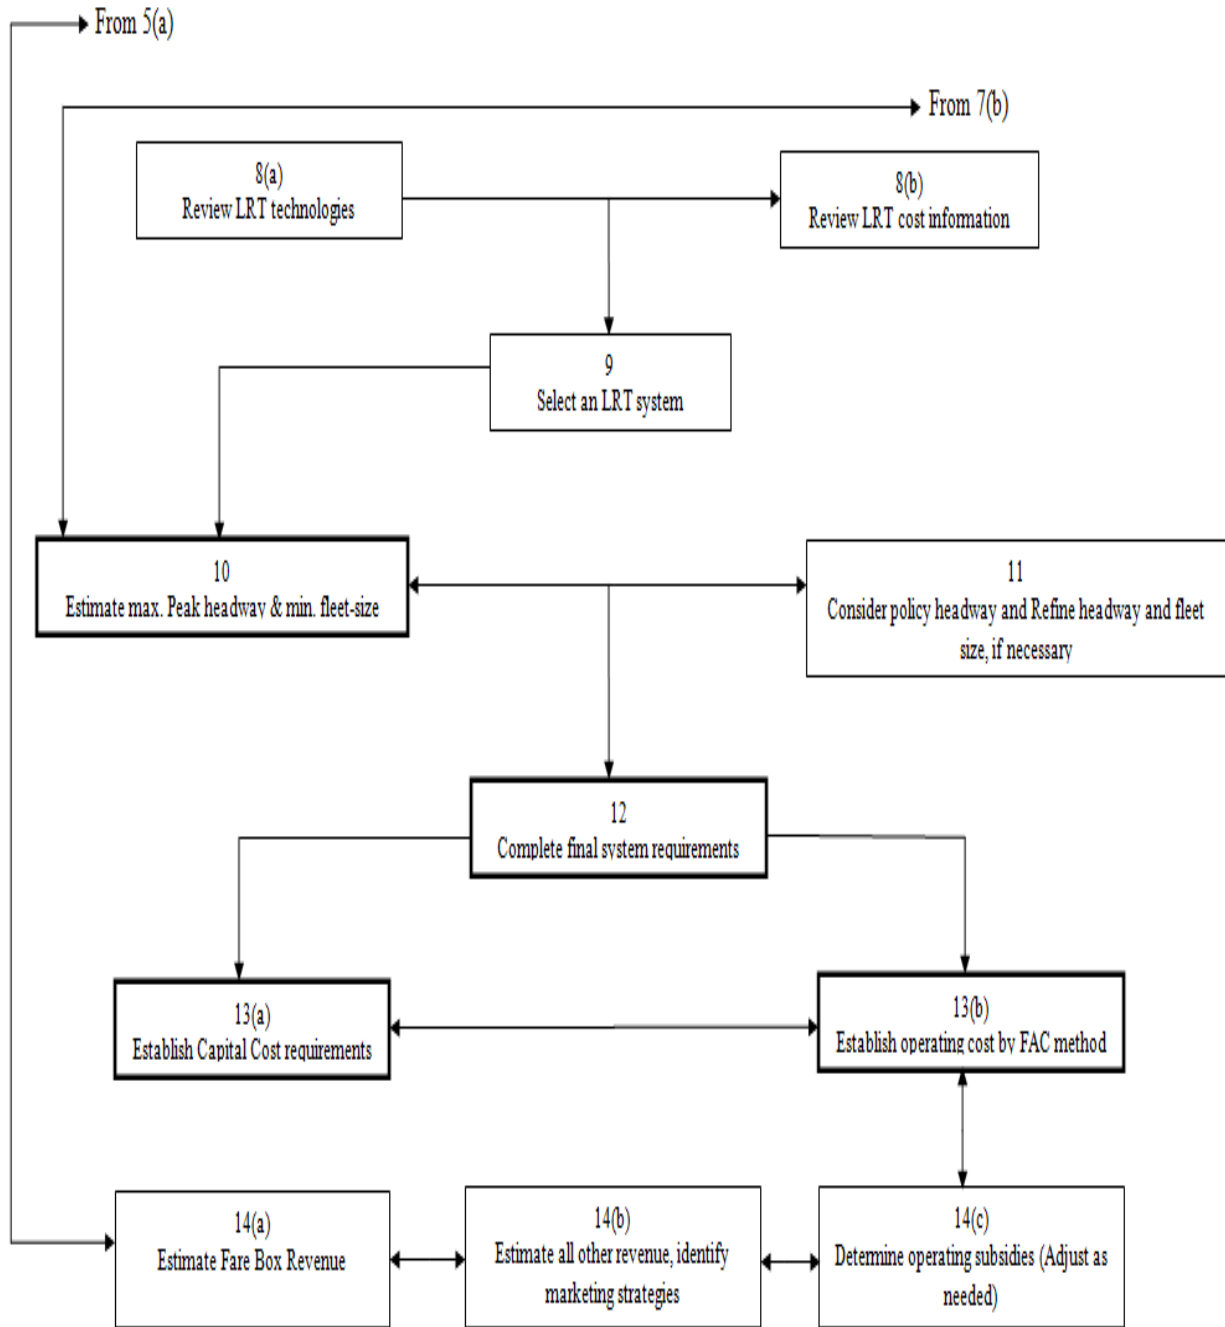 From 5(a)
From 7(b)
8(a)
Review LRT technologies
8(b)
Review LRT cost information
9
Select an LRT system
10
Estimate max. Peak headway & min. fleet-size
11
Consider policy headway and Refine headway and fleet
size, if necessary
12
Complete final system requirements
13(a)
Establish Capital Cost requirements
13(b)
Establish operating cost by FAC method
14(a)
Estimate Fare Box Revenue
14(b)
Estimate all other revenue, identify
marketing strategies
14(c)
Determine operating subsidies (Adjust as
needed)